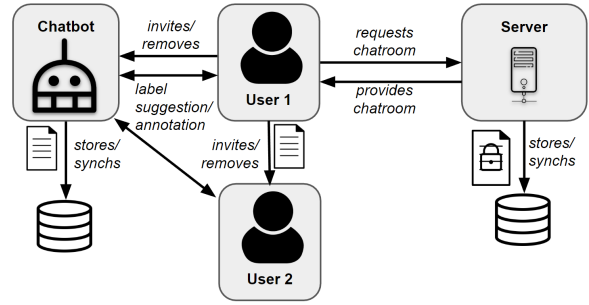 Chatbot
invites/
removes
User 1
requests
chatroom
Server
provides
chatroom
label
suggestion/
annotation
stores/
synchs
invites/
removes
stores/
synchs
User 2